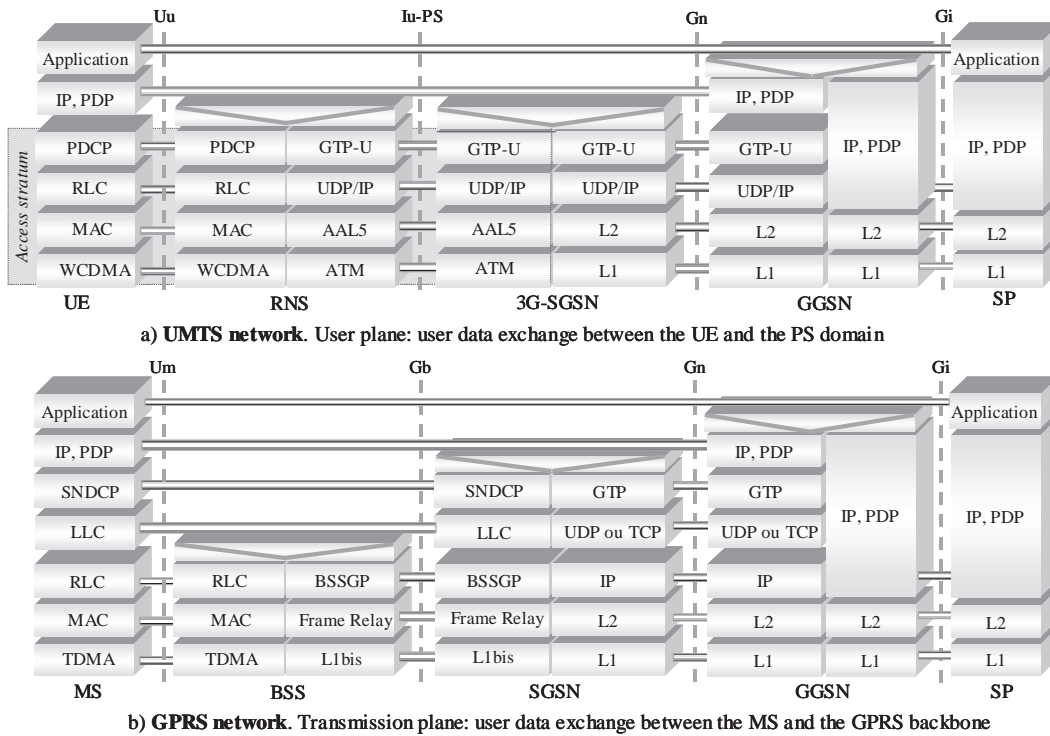 Uu Iu-PS Gn Gi
Application Application
IP, PDP IP, PDP
PDCP PDCP GTP-U GTP-U GTP-U GTP-U IP, PDP IP, PDP
RLC RLC UDP/IP UDP/IP UDP/IP UDP/IP
MAC MAC AAL5 AAL5 L2 L2 L2 L2
WCDMA WCDMA ATM ATM L1 L1 L1 L1
Access stratum
UE RNS 3G-SGSN GGSN SP
a) UMTS network. User plane: user data exchange between the UE and the PS domain
Um Gb Gn Gi
Application Application
IP, PDP IP, PDP
SNDCP SNDCP GTP GTP
LLC LLC UDP ou TCP UDP ou TCP IP, PDP IP, PDP
RLC RLC BSSGP BSSGP IP IP
MAC MAC Frame Relay Frame Relay L2 L2 L2 L2
TDMA TDMA L1bis L1bis L1 L1 L1 L1
MS BSS SGSN GGSN SP
b) GPRS network. Transmission plane: user data exchange between the MS and the GPRS backbone